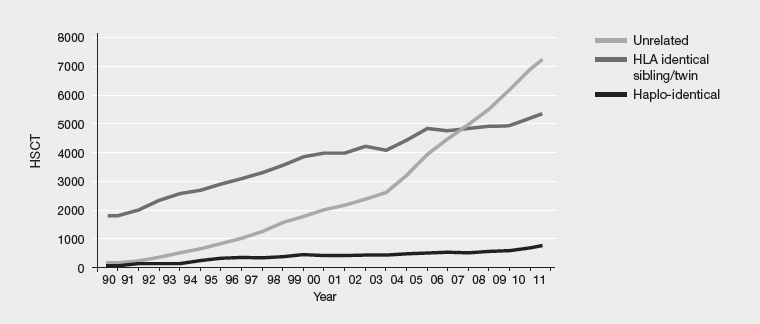 8000
7000
6000
5000
4000
3000
2000
1000
0
HSCT
90 91 92 93 94 95 96 97 98 99 00 01 02 03 04 05 06 07 08 09 10 11
Year
Unrelated
HLA identical
sibling/twin
Haplo-identical